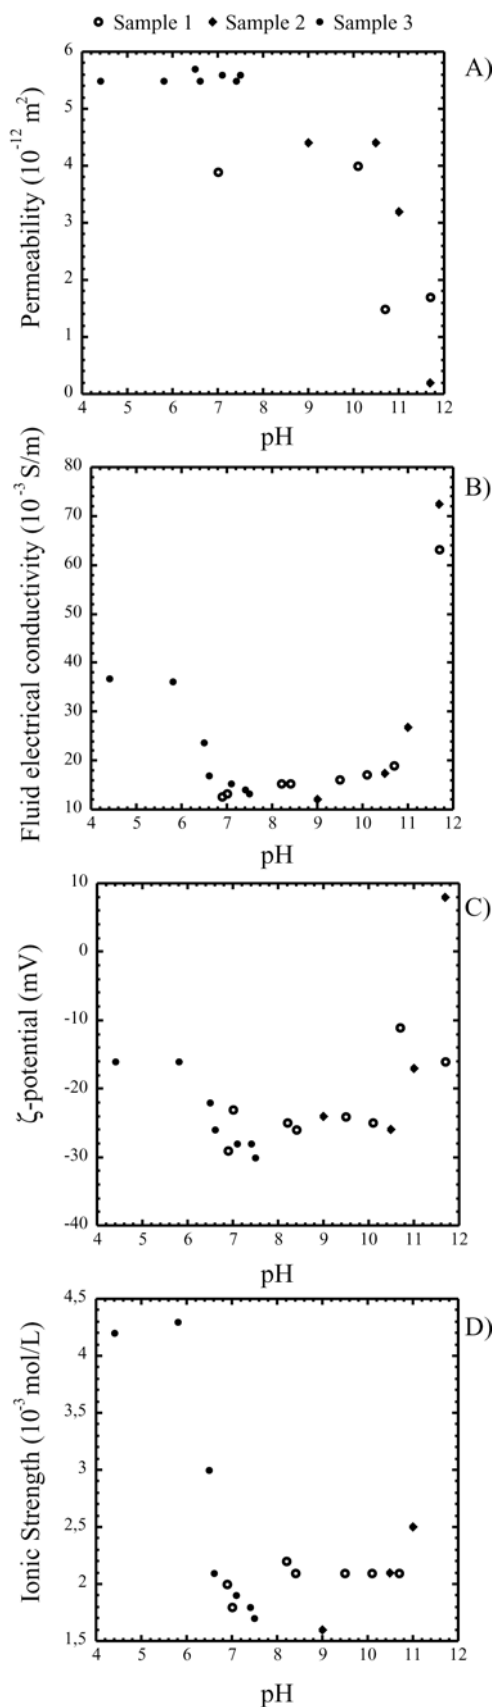 Sample 1 Sample 2 Sample 3
A)
Permeability (10⁻¹² m²)
6
5
4
3
2
1
0
4 5 6 7 8 9 10 11 12
pH
B)
Fluid electrical conductivity (10⁻³ S/m)
80
70
60
50
40
30
20
10
4 5 6 7 8 9 10 11 12
pH
C)
ζ-potential (mV)
10
0
-10
-20
-30
-40
4 5 6 7 8 9 10 11 12
pH
D)
Ionic Strength (10⁻³ mol/L)
4,5
4
3,5
3
2,5
2
1,5
4 5 6 7 8 9 10 11 12
pH